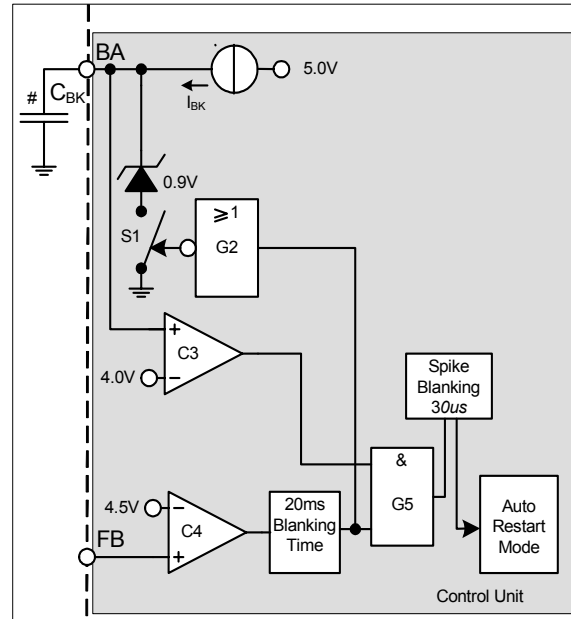 BA
5.0V
# C_BK
I_BK
0.9V
S1
≥1
G2
+
C3
4.0V
−
Spike
Blanking
30us
&
G5
4.5V
−
C4
+
20ms
Blanking
Time
Auto
Restart
Mode
FB
Control Unit